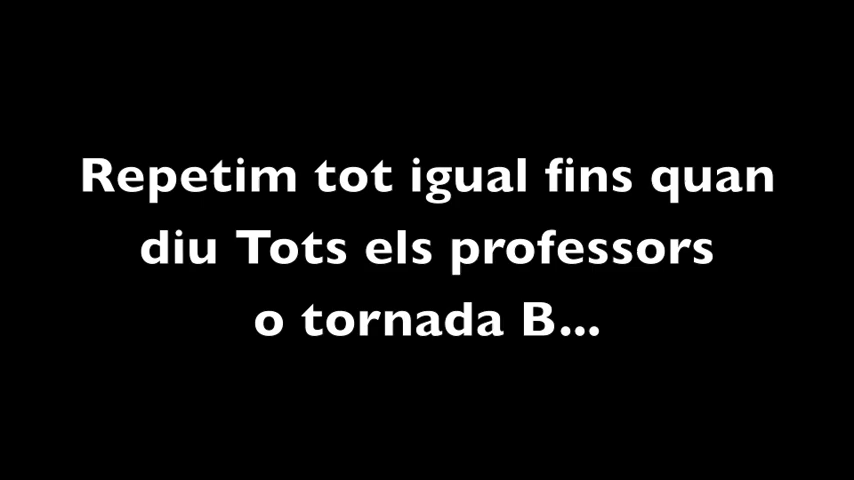 Repetim tot igual fins quan
diu Tots els professors
o tornada B...